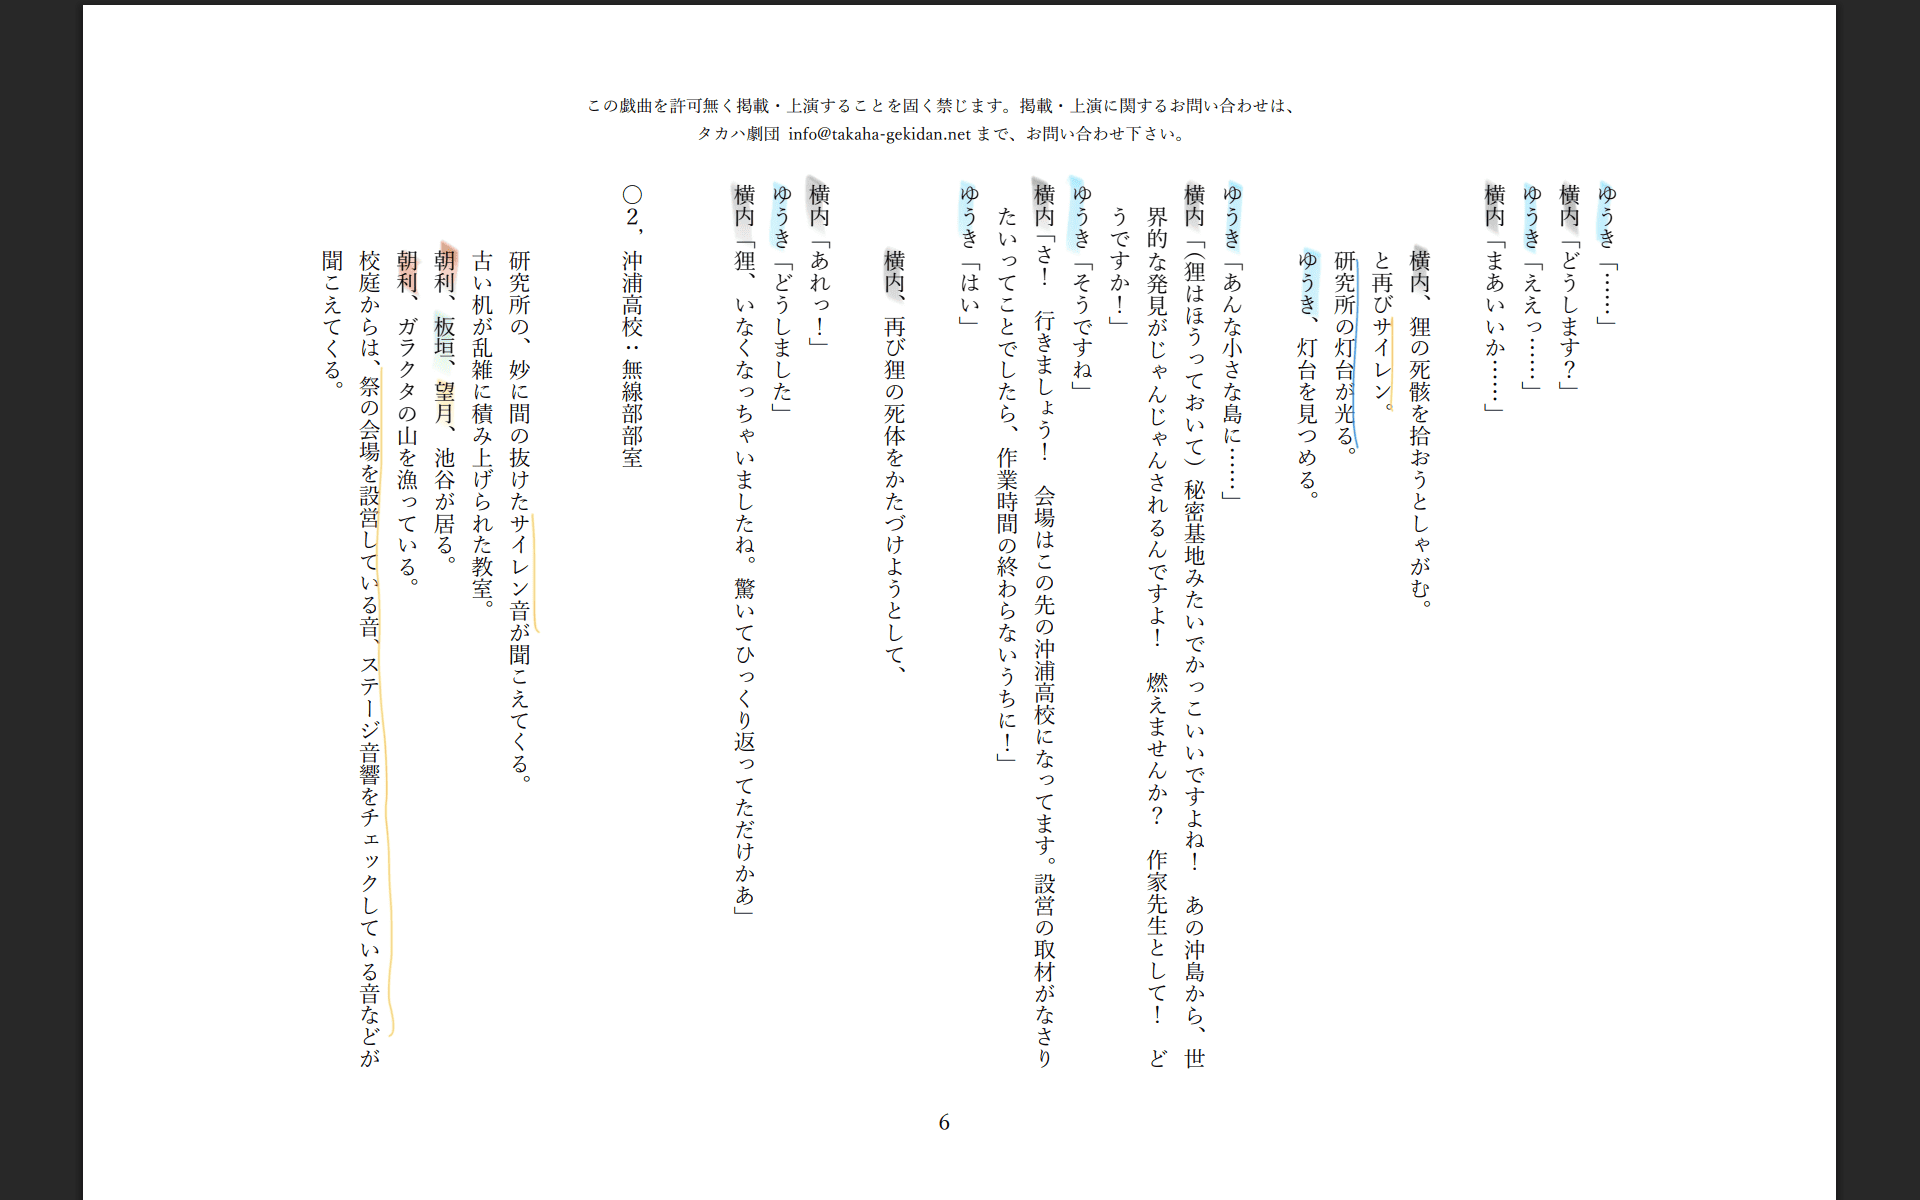 この戯曲を許可無く掲載・上演することを固く禁じます。掲載・上演に関するお問い合わせは、
タカハ劇団 info@takaha-gekidan.net まで、お問い合わせ下さい。
ゆうき「……」
横内「どうします？」
ゆうき「ええっ……」
横内「まあいいか……」
横内、狸の死骸を拾おうとしゃがむ。
と再びサイレン。
研究所の灯台が光る。
ゆうき、灯台を見つめる。
ゆうき「あんな小さな島に……」
横内「（狸はほうっておいて）秘密基地みたいでかっこいいですよね！　あの沖島から、世
界的な発見がじゃんじゃんされるんですよ！　燃えませんか？　作家先生として！　ど
うですか！」
ゆうき「そうですね」
横内「さ！　行きましょう！　会場はこの先の沖浦高校になってます。設営の取材がなさり
たいってことでしたら、作業時間の終わらないうちに！」
ゆうき「はい」
横内、再び狸の死体をかたづけようとして、
横内「あれっ！」
ゆうき「どうしました」
横内「狸、いなくなっちゃいましたね。驚いてひっくり返ってただけかあ」
〇2，沖浦高校：無線部部室
研究所の、妙に間の抜けたサイレン音が聞こえてくる。
古い机が乱雑に積み上げられた教室。
朝利、板垣、望月、池谷が居る。
朝利、ガラクタの山を漁っている。
校庭からは、祭の会場を設営している音、ステージ音響をチェックしている音などが
聞こえてくる。
6